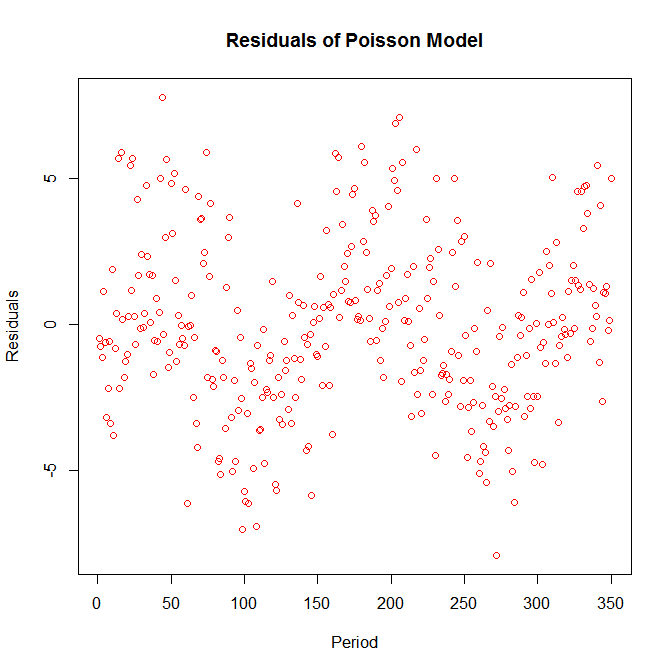 Residuals of Poisson Model
Residuals
5
0
-5
0 50 100 150 200 250 300 350
Period